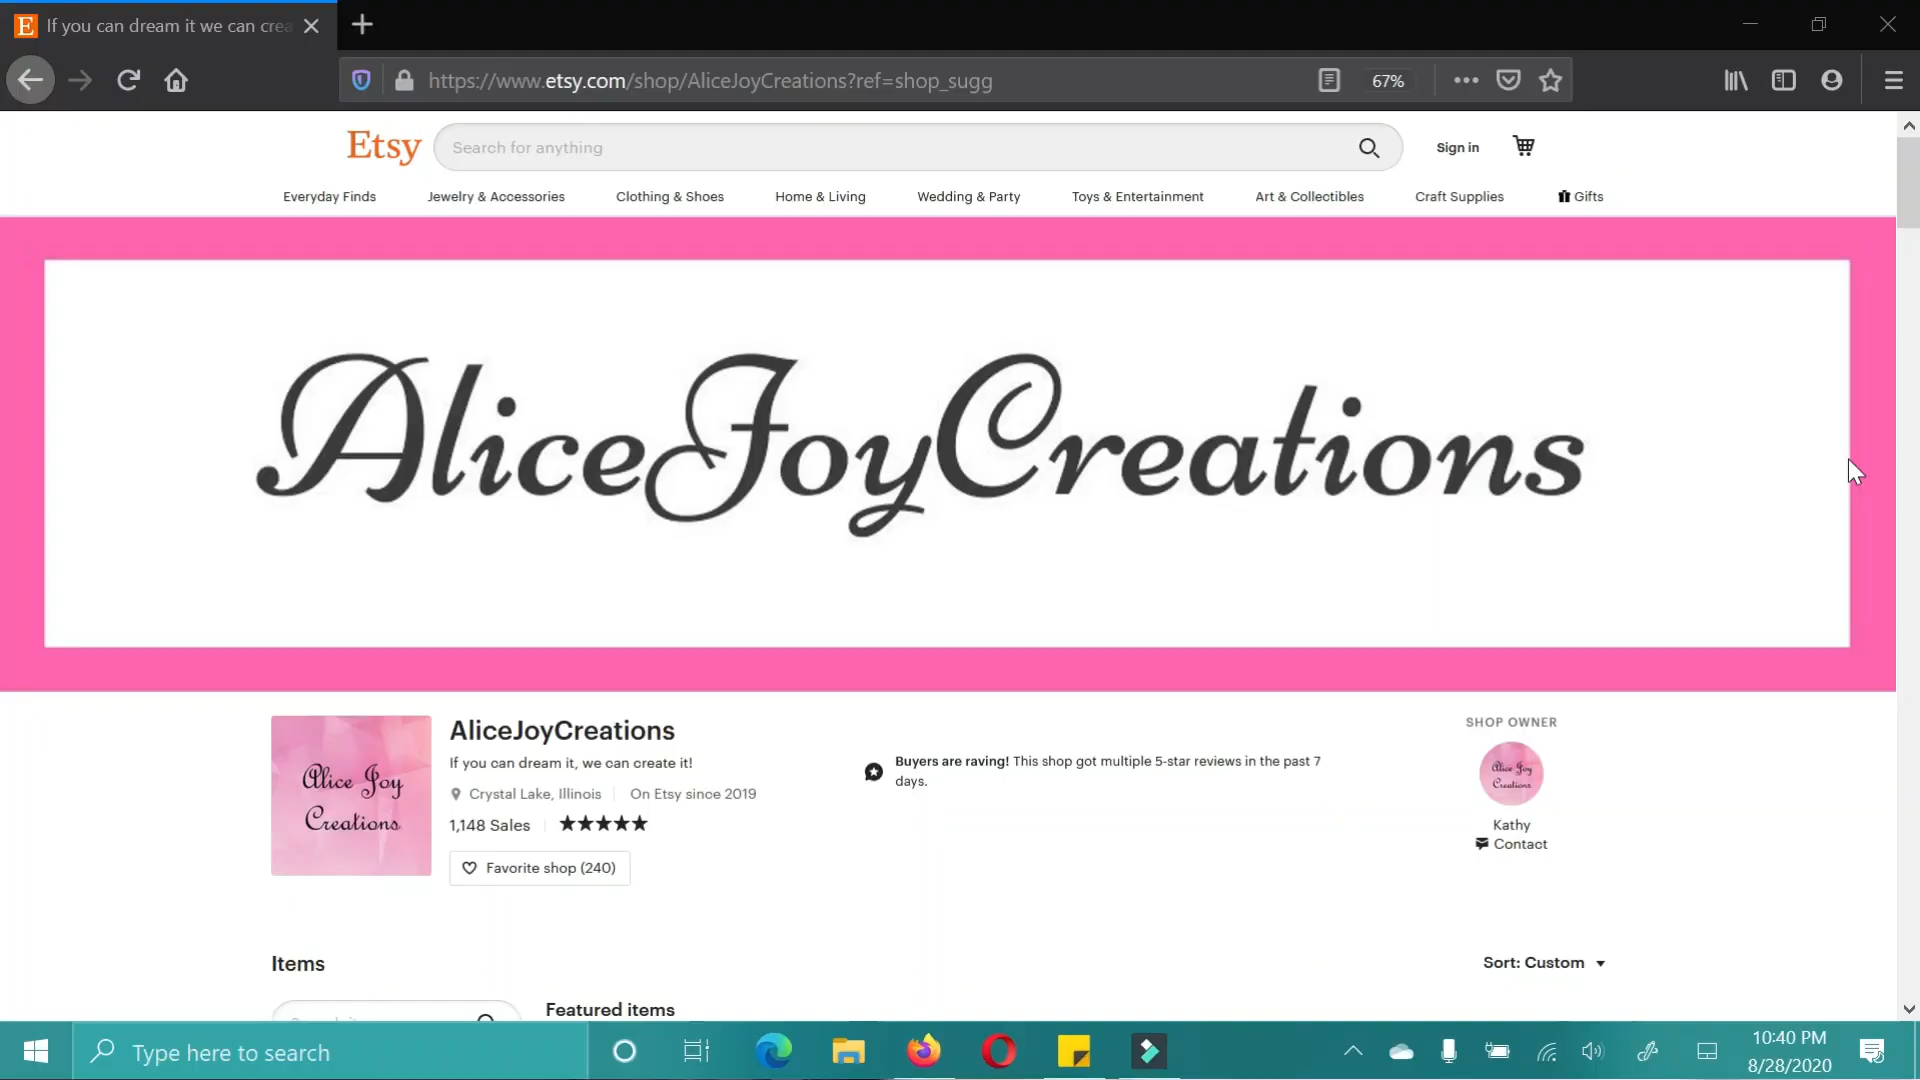 If you can dream it we can crea
https://www.etsy.com/shop/AliceJoyCreations?ref=shop_sugg
67%
Etsy
Search for anything
Sign in
Everyday Finds
Jewelry & Accessories
Clothing & Shoes
Home & Living
Wedding & Party
Toys & Entertainment
Art & Collectibles
Craft Supplies
Gifts
AliceJoyCreations
Alice Joy
Creations
AliceJoyCreations
If you can dream it, we can create it!
Crystal Lake, Illinois
On Etsy since 2019
1,148 Sales
Favorite shop (240)
Buyers are raving! This shop got multiple 5-star reviews in the past 7
days.
SHOP OWNER
Alice Joy
Creations
Kathy
Contact
Items
Sort: Custom
Featured items
Type here to search
10:40 PM
8/28/2020